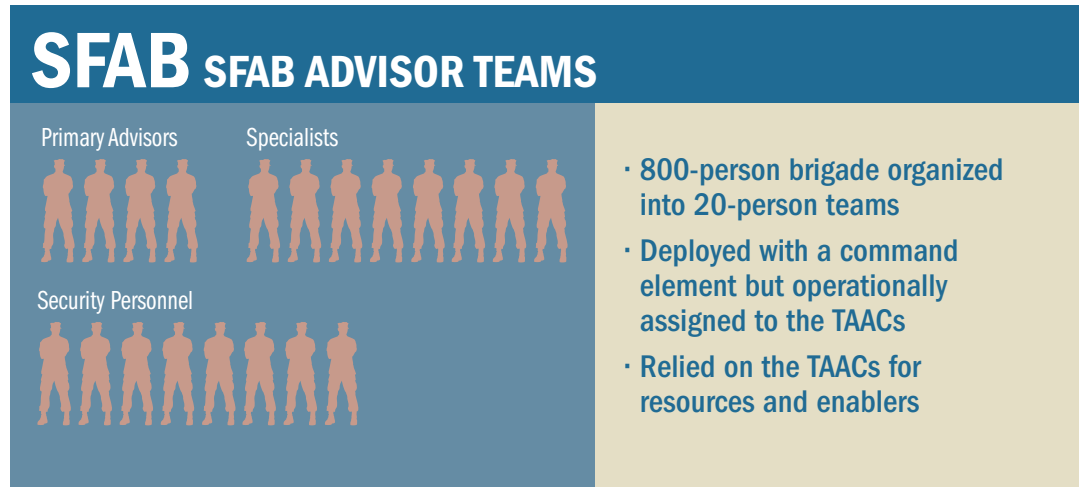 SFAB SFAB ADVISOR TEAMS
Primary Advisors
Specialists
Security Personnel
· 800-person brigade organized
into 20-person teams
· Deployed with a command
element but operationally
assigned to the TAACs
· Relied on the TAACs for
resources and enablers